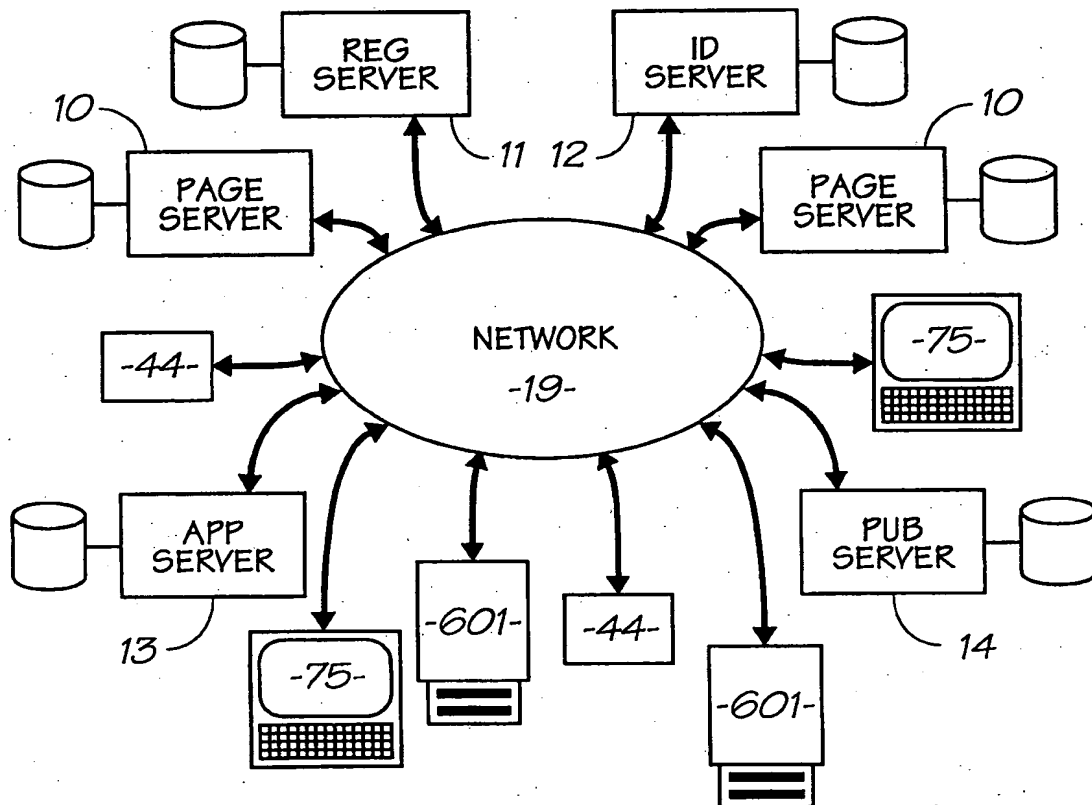 REG
SERVER
ID
SERVER
10
11
12
10
PAGE
SERVER
PAGE
SERVER
NETWORK
-19-
-44-
-75-
APP
SERVER
PUB
SERVER
-601-
-44-
13
14
-75-
-601-